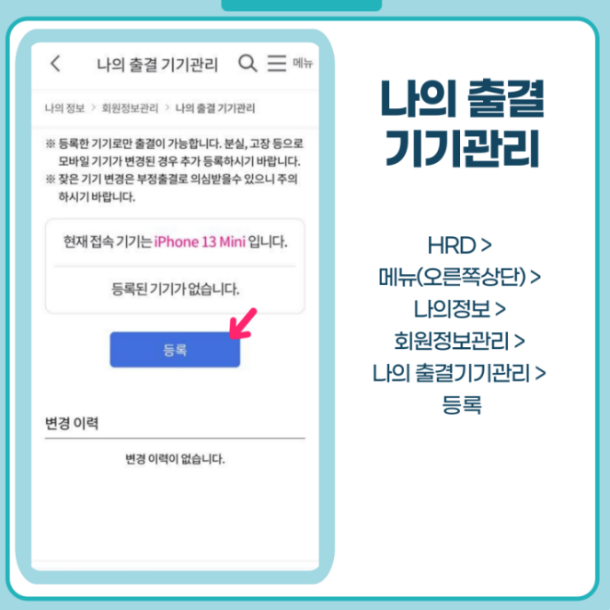 나의 출결 기기관리
메뉴
나의 정보 > 회원정보관리 > 나의 출결 기기관리
※ 등록한 기기로만 출결이 가능합니다. 분실, 고장 등으로
모바일 기기가 변경된 경우 추가 등록하시기 바랍니다.
※ 잦은 기기 변경은 부정출결로 의심받을수 있으니 주의
하시기 바랍니다.
현재 접속 기기는 iPhone 13 Mini 입니다.
등록된 기기가 없습니다.
등록
변경 이력
변경 이력이 없습니다.
나의 출결
기기관리
HRD >
메뉴(오른쪽상단) >
나의정보 >
회원정보관리 >
나의 출결기기관리 >
등록